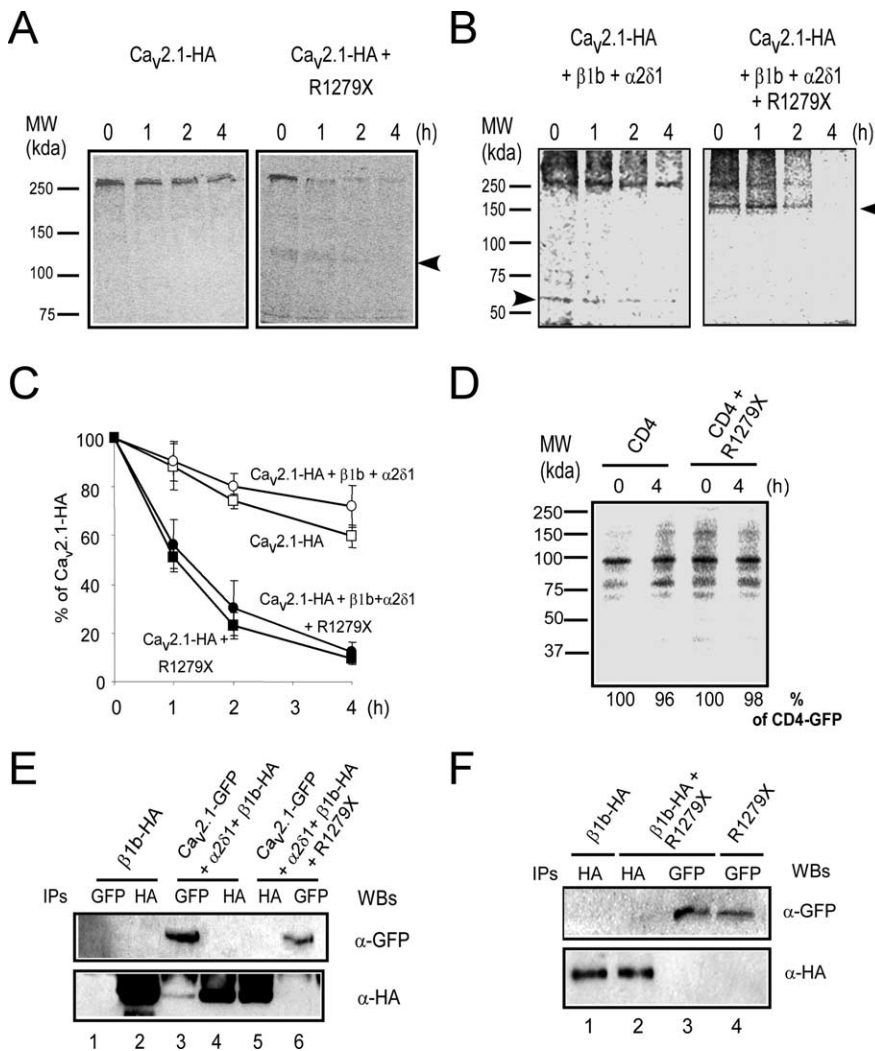 A
Cav2.1-HA
Cav2.1-HA +
R1279X
MW
(kda)
0 1 2 4
0 1 2 4 (h)
250
150
100
75
B
Cav2.1-HA
+ β1b + α2δ1
Cav2.1-HA
+ β1b + α2δ1
+ R1279X
MW
(kda)
0 1 2 4
0 1 2 4 (h)
250
150
100
75
50
C
% of Cav2.1-HA
100
80
60
40
20
0
Cav2.1-HA + β1b + α2δ1
Cav2.1-HA
Cav2.1-HA + β1b+α2δ1
+ R1279X
Cav2.1-HA +
R1279X
0 1 2 3 4 (h)
D
CD4
CD4 +
R1279X
MW
(kda)
0 4 0 4 (h)
250
150
100
75
50
37
100 96 100 98 %
of CD4-GFP
E
β1b-HA
Cav2.1-GFP
+ α2δ1+ β1b-HA
Cav2.1-GFP
+ α2δ1+ β1b-HA
+ R1279X
IPs GFP HA GFP HA HA GFP WBs
α-GFP
α-HA
1 2 3 4 5 6
F
β1b-HA
β1b-HA +
R1279X
R1279X
IPs HA HA GFP GFP WBs
α-GFP
α-HA
1 2 3 4